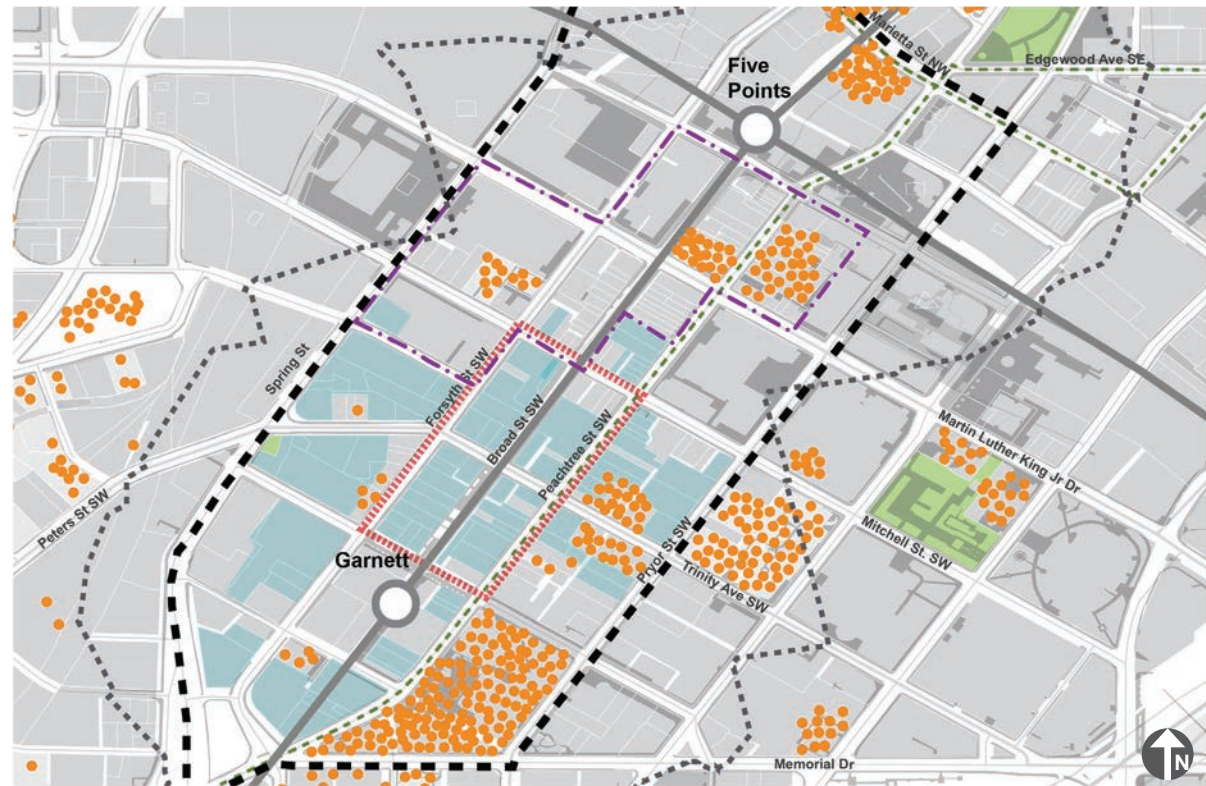 Marietta St NW
Edgewood Ave SE
Five
Points
Spring St
Forsyth St SW
Broad St SW
Peachtree St SW
Martin Luther King Jr Dr
Peters St SW
Mitchell St. SW
Pryor St SW
Garnett
Trinity Ave SW
Memorial Dr
N